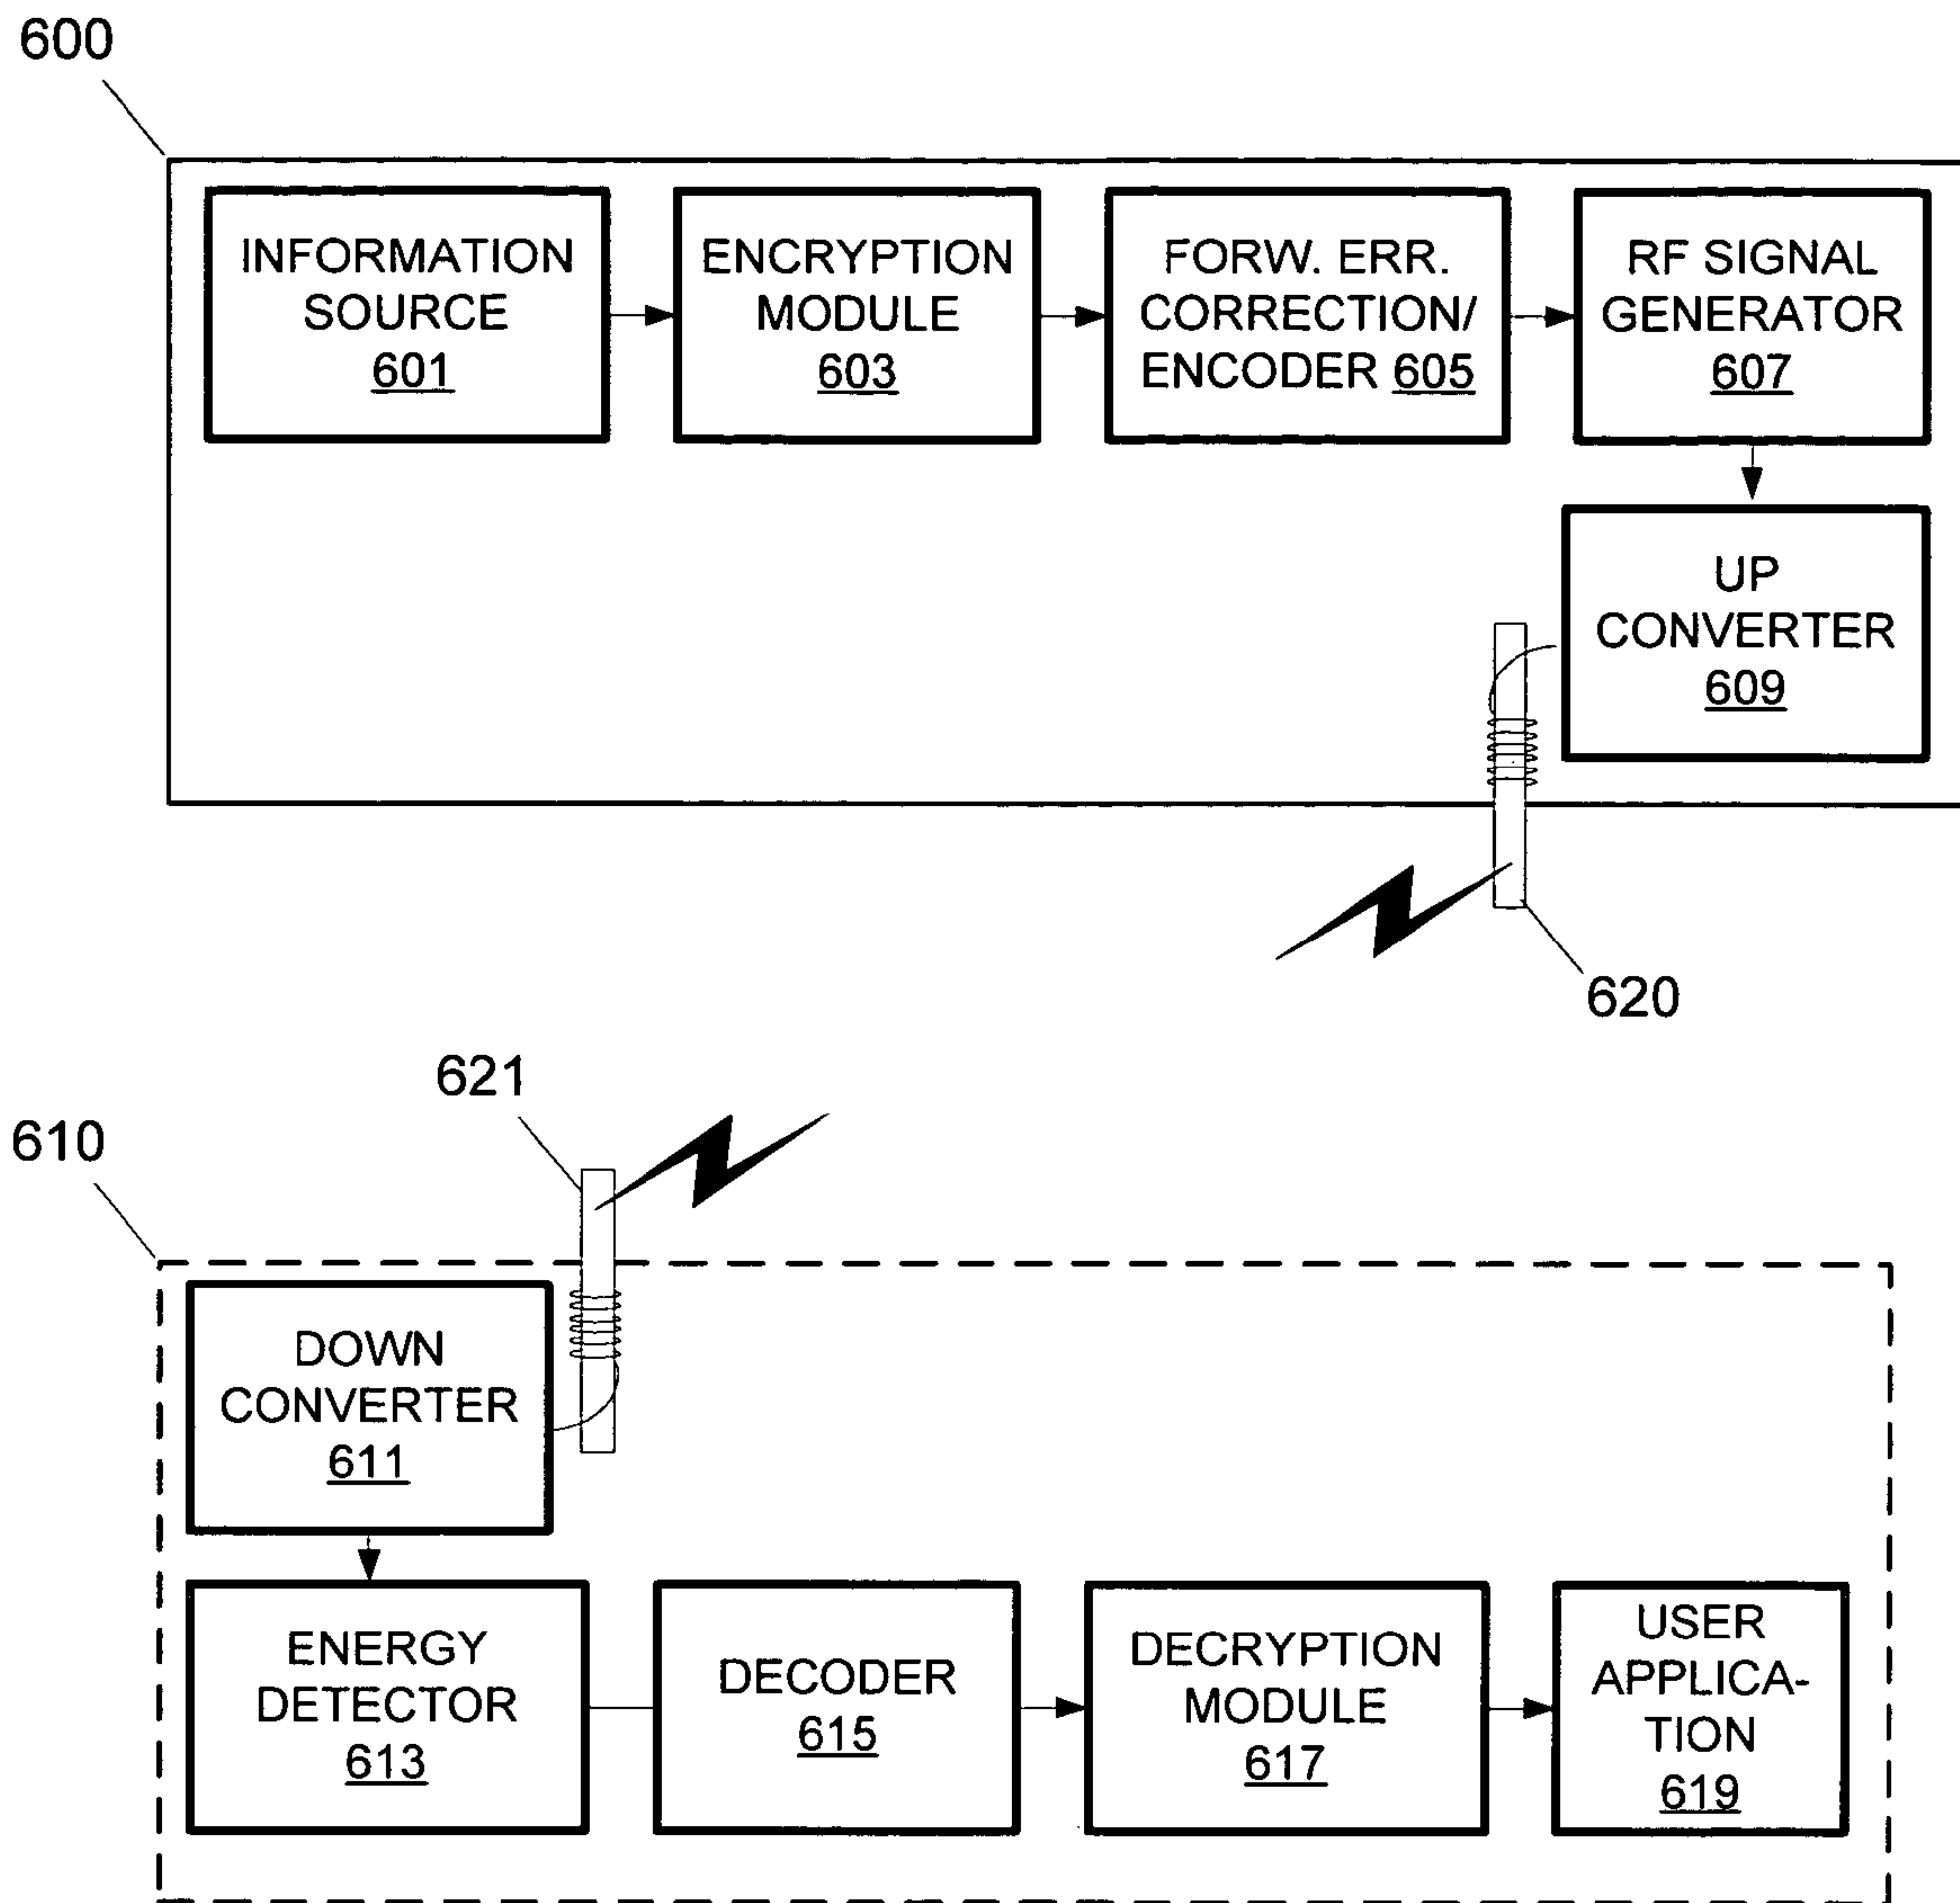 600
INFORMATION
SOURCE
601
ENCRYPTION
MODULE
603
FORW. ERR.
CORRECTION/
ENCODER 605
RF SIGNAL
GENERATOR
607
UP
CONVERTER
609
620
621
610
DOWN
CONVERTER
611
ENERGY
DETECTOR
613
DECODER
615
DECRYPTION
MODULE
617
USER
APPLICA-
TION
619